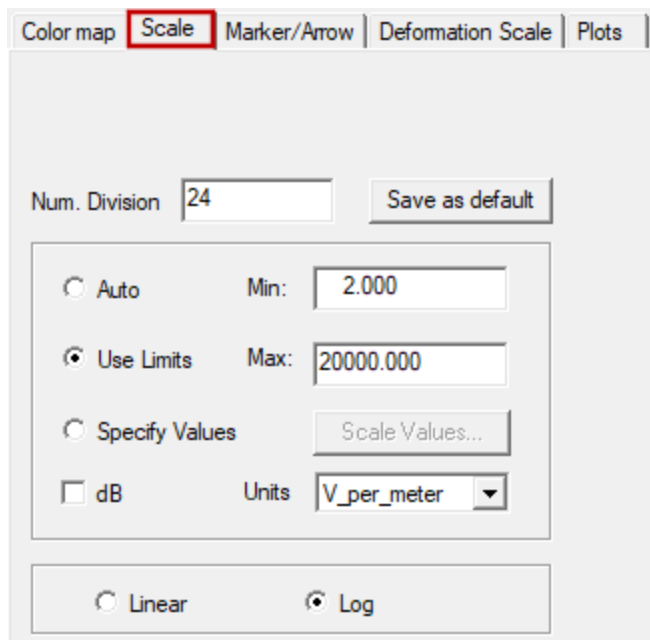 Color map Scale Marker/Arrow Deformation Scale Plots
Num. Division 24 Save as default
Auto Min: 2.000
Use Limits Max: 20000.000
Specify Values Scale Values...
dB Units V_per_meter
Linear Log